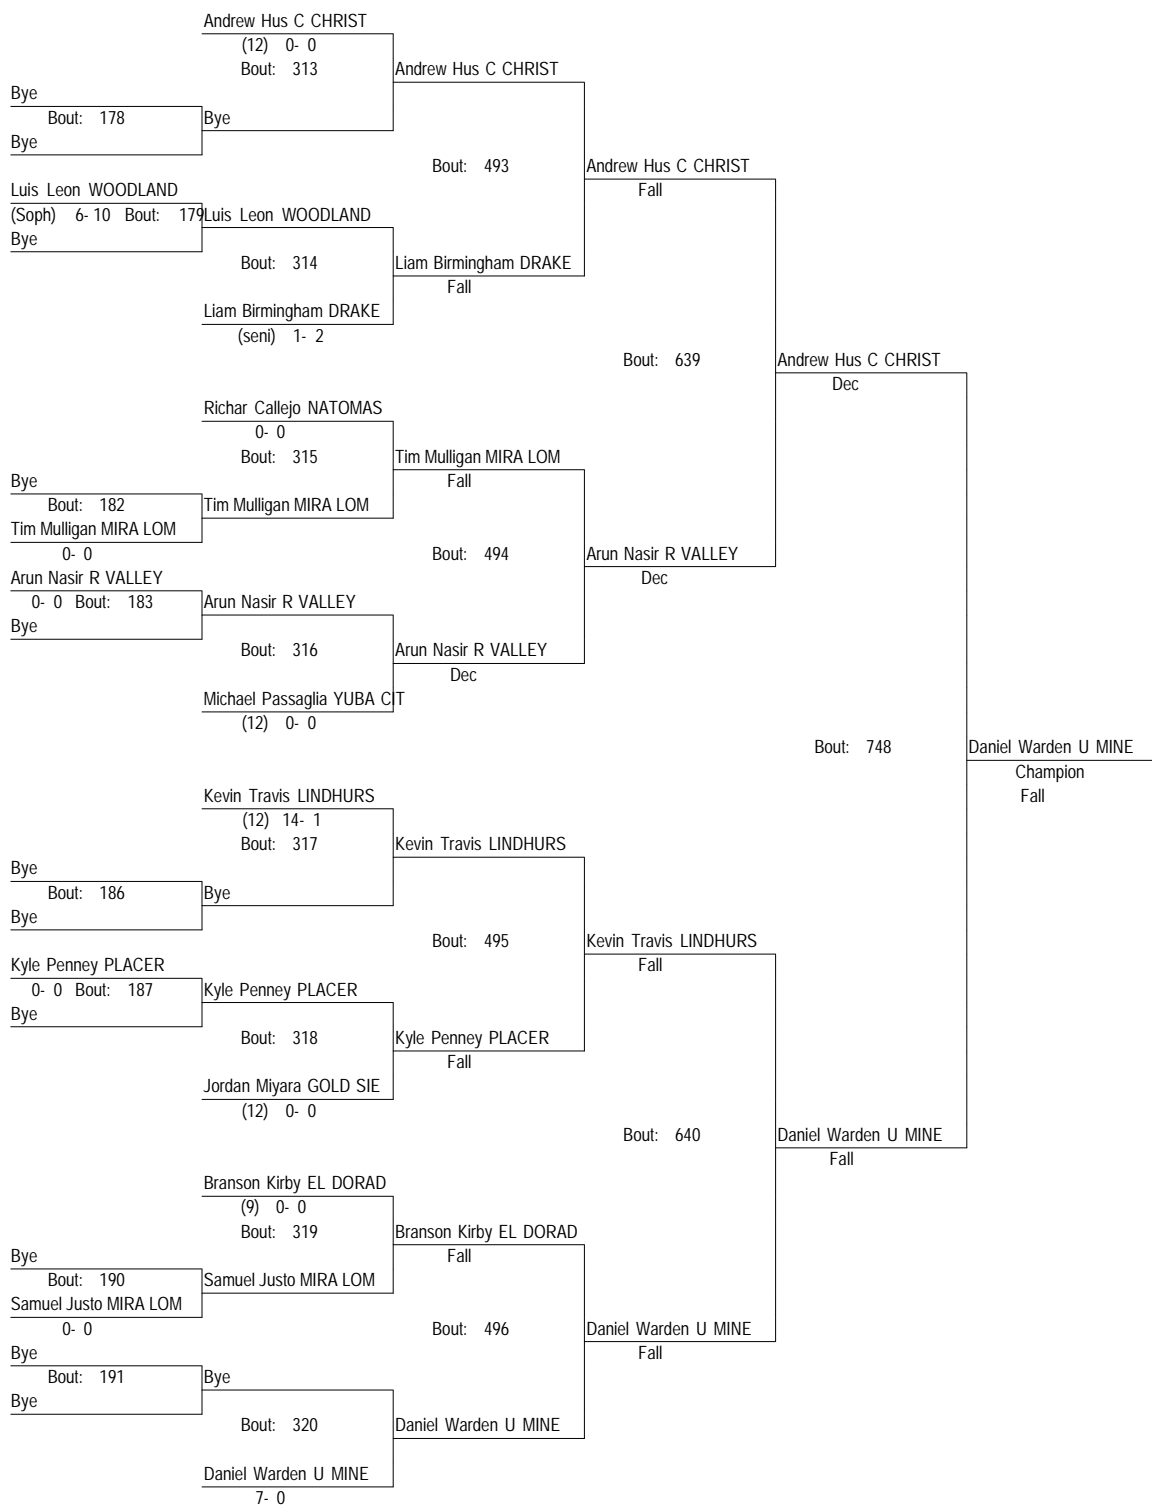 Andrew Hus C CHRIST
(12) 0- 0
Bout: 313
Andrew Hus C CHRIST
Bye
Bout: 178
Bye
Bye
Bout: 493
Andrew Hus C CHRIST
Fall
Luis Leon WOODLAND
(Soph) 6- 10 Bout: 179
Luis Leon WOODLAND
Bye
Bout: 314
Liam Birmingham DRAKE
Fall
Liam Birmingham DRAKE
(seni) 1- 2
Bout: 639
Andrew Hus C CHRIST
Dec
Richar Callejo NATOMAS
0- 0
Bout: 315
Tim Mulligan MIRA LOM
Fall
Bye
Bout: 182
Tim Mulligan MIRA LOM
Tim Mulligan MIRA LOM
0- 0
Bout: 494
Arun Nasir R VALLEY
Dec
Arun Nasir R VALLEY
0- 0 Bout: 183
Arun Nasir R VALLEY
Bye
Bout: 316
Arun Nasir R VALLEY
Dec
Michael Passaglia YUBA CIT
(12) 0- 0
Bout: 748
Daniel Warden U MINE
Champion
Fall
Kevin Travis LINDHURS
(12) 14- 1
Bout: 317
Kevin Travis LINDHURS
Bye
Bout: 186
Bye
Bye
Bout: 495
Kevin Travis LINDHURS
Fall
Kyle Penney PLACER
0- 0 Bout: 187
Kyle Penney PLACER
Bye
Bout: 318
Kyle Penney PLACER
Fall
Jordan Miyara GOLD SIE
(12) 0- 0
Bout: 640
Daniel Warden U MINE
Fall
Branson Kirby EL DORAD
(9) 0- 0
Bout: 319
Branson Kirby EL DORAD
Fall
Bye
Bout: 190
Samuel Justo MIRA LOM
Samuel Justo MIRA LOM
0- 0
Bout: 496
Daniel Warden U MINE
Fall
Bye
Bout: 191
Bye
Bye
Bout: 320
Daniel Warden U MINE
Daniel Warden U MINE
7- 0